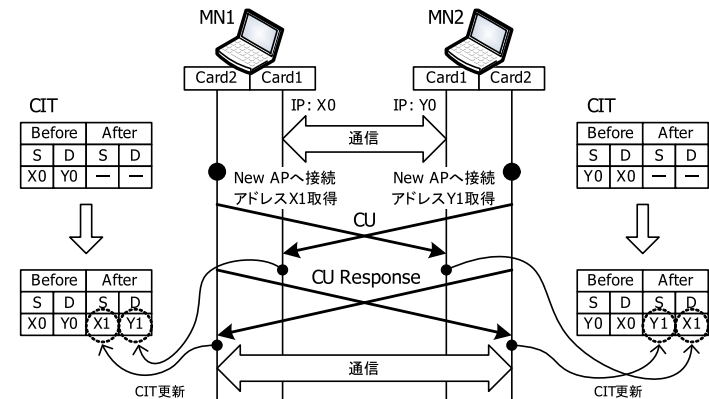 MN1
MN2
Card2 Card1
Card1 Card2
IP: X0
IP: Y0
通信
CIT
Before After
S D S D
X0 Y0 — —
CIT
Before After
S D S D
Y0 X0 — —
New APへ接続
アドレスX1取得
New APへ接続
アドレスY1取得
CU
CU Response
Before After
S D S D
X0 Y0 X1 Y1
Before After
S D S D
Y0 X0 Y1 X1
通信
CIT更新
CIT更新